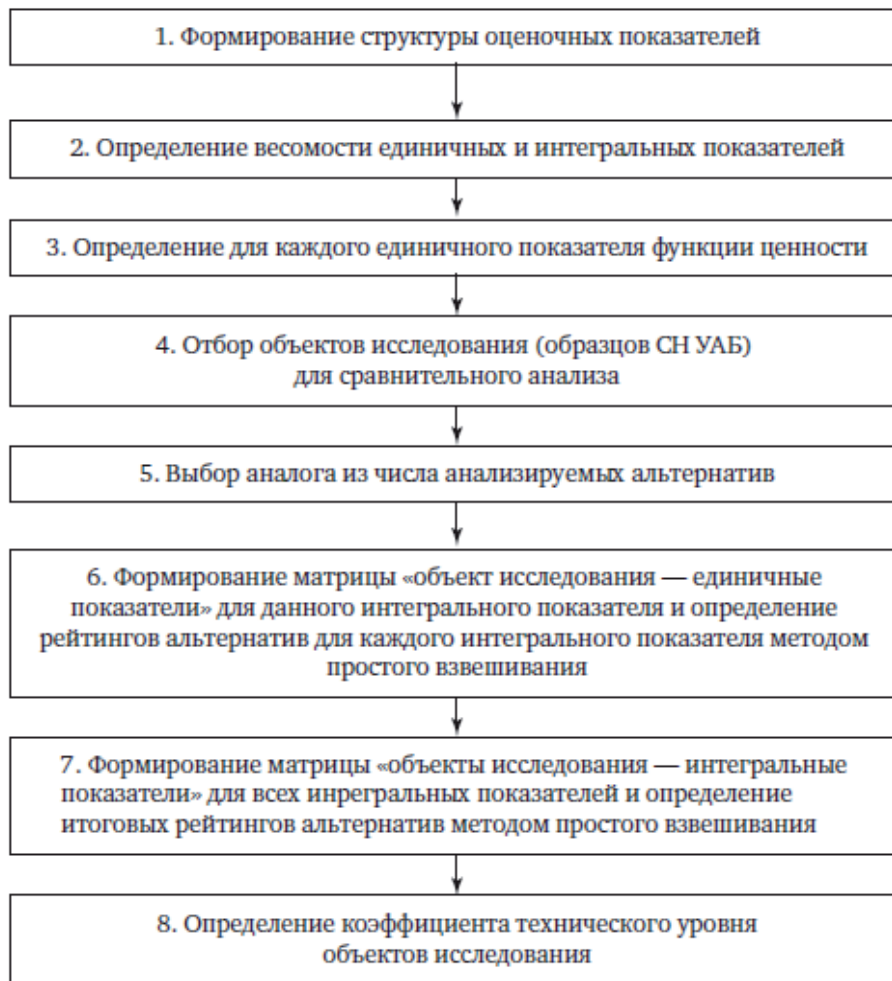 1. Формирование структуры оценочных показателей
2. Определение весомости единичных и интегральных показателей
3. Определение для каждого единичного показателя функции ценности
4. Отбор объектов исследования (образцов СН УАБ)
для сравнительного анализа
5. Выбор аналога из числа анализируемых альтернатив
6. Формирование матрицы «объект исследования — единичные
показатели» для данного интегрального показателя и определение
рейтингов альтернатив для каждого интегрального показателя методом
простого взвешивания
7. Формирование матрицы «объекты исследования — интегральные
показатели» для всех инрегральных показателей и определение
итоговых рейтингов альтернатив методом простого взвешивания
8. Определение коэффициента технического уровня
объектов исследования